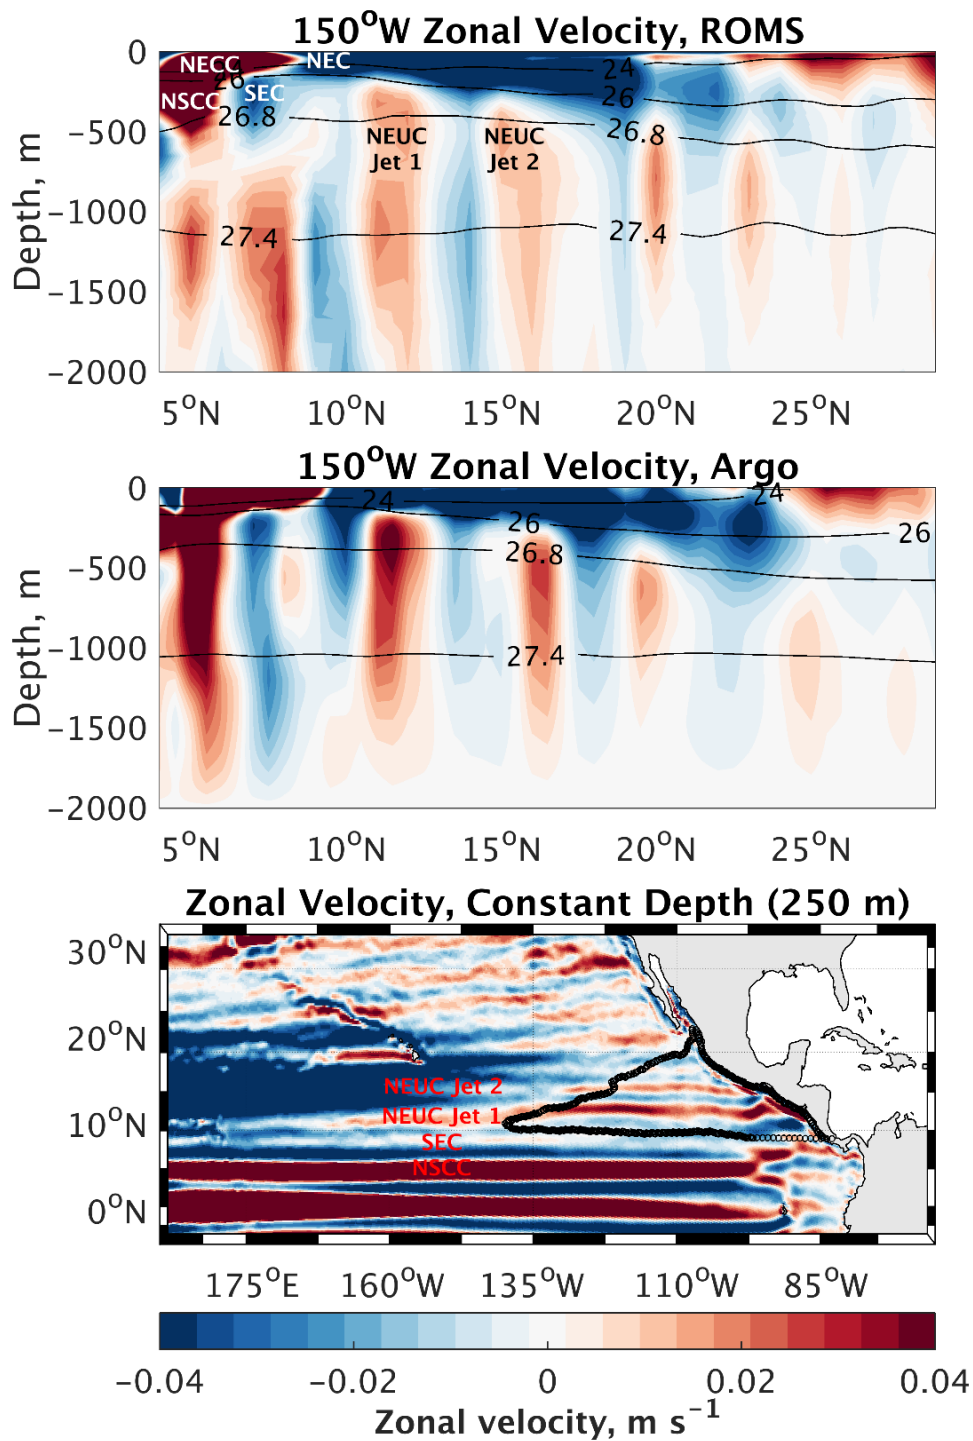 150°W Zonal Velocity, ROMS
0
NECC
NEC
24
26
NSCC
SEC
26
26.8
-500
NEUC
Jet 1
NEUC
Jet 2
26.8
Depth, m
-1000
27.4
27.4
-1500
-2000
5°N
10°N
15°N
20°N
25°N
150°W Zonal Velocity, Argo
0
24
24
26
26
26.8
-500
Depth, m
-1000
27.4
-1500
-2000
5°N
10°N
15°N
20°N
25°N
Zonal Velocity, Constant Depth (250 m)
30°N
20°N
NEUC Jet 2
NEUC Jet 1
10°N
SEC
NSCC
0°N
175°E
160°W
135°W
110°W
85°W
-0.04
-0.02
0
0.02
0.04
Zonal velocity, m s⁻¹